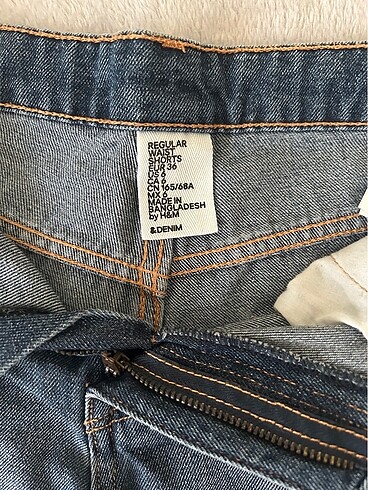 REGULAR
WAIST
SHORTS
EUR 36
US 6
CA 6
CN 165/68A
MX 6
MADE IN
BANGLADESH
by H&M
&DENIM